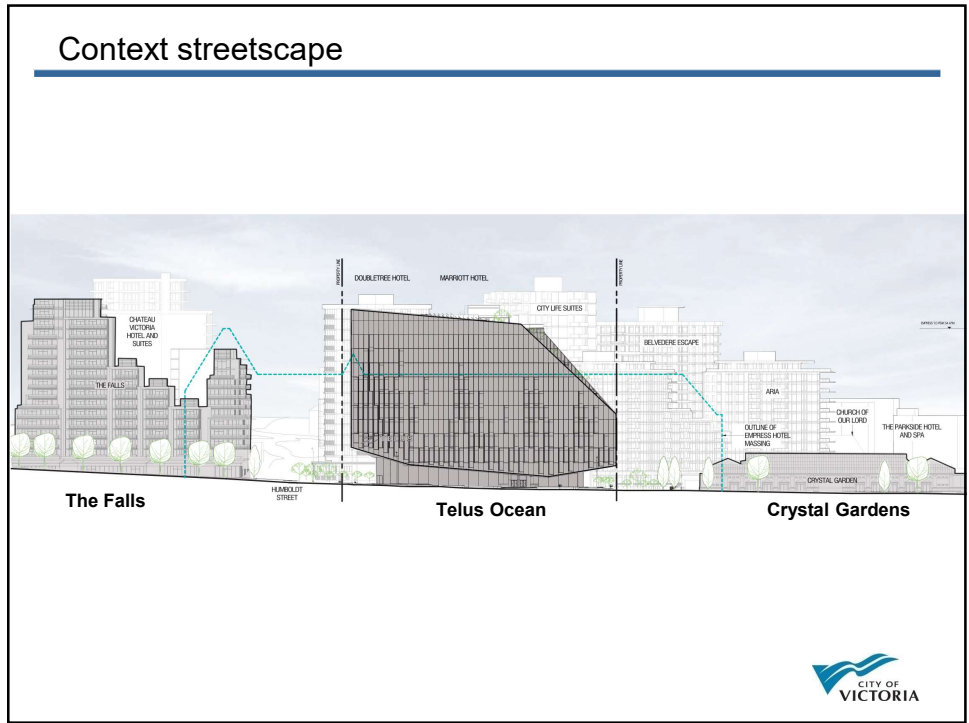 Context streetscape
PROPERTY LINE
DOUBLETREE HOTEL
MARRIOTT HOTEL
PROPERTY LINE
CITY LIFE SUITES
CHATEAU
VICTORIA
HOTEL AND
SUITES
BELVEDERE ESCAPE
THE FALLS
ARIA
CHURCH OF
OUR LORD
THE PARKSIDE HOTEL
AND SPA
OUTLINE OF
EMPRESS HOTEL
MASSING
CRYSTAL GARDEN
HUMBOLDT
STREET
The Falls
Telus Ocean
Crystal Gardens
CITY OF
VICTORIA